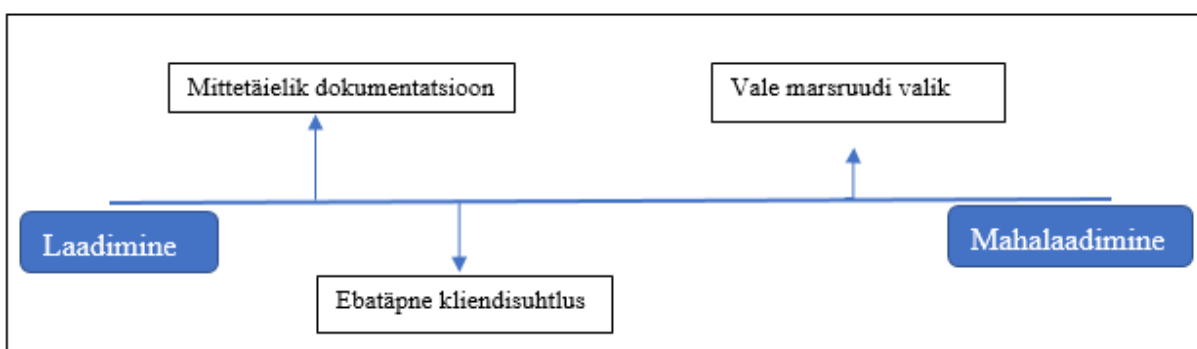 Mittetäielik dokumentatsioon
Vale marsruudi valik
Laadimine
Mahalaadimine
Ebatäpne kliendisuhtlus